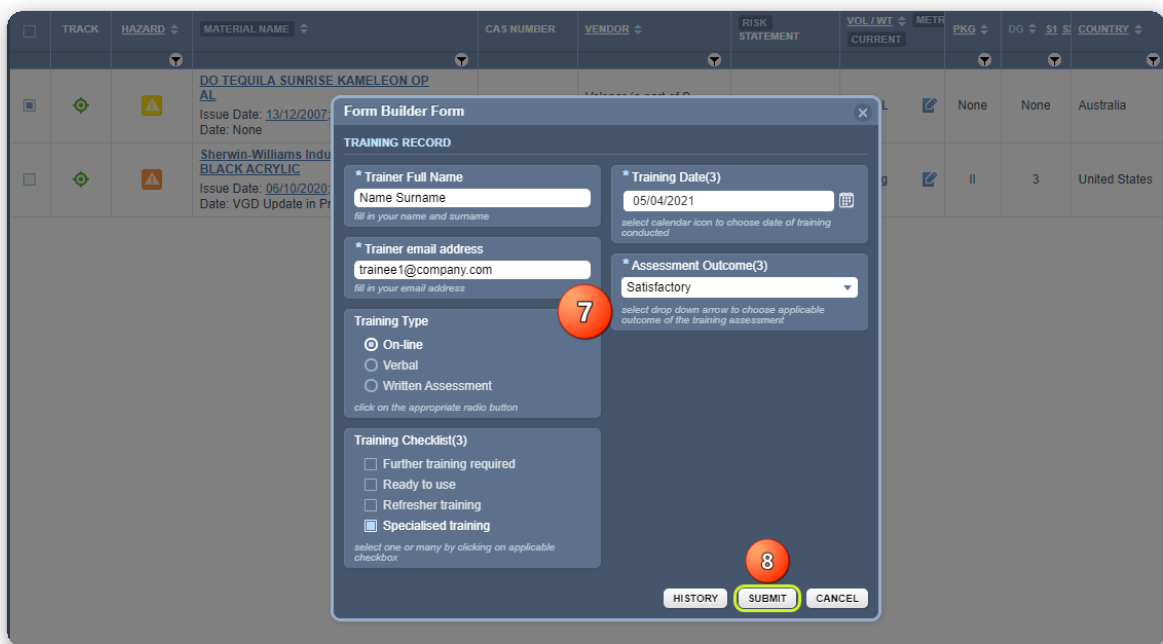 TRACK HAZARD MATERIAL NAME CAS NUMBER VENDOR RISK STATEMENT VOL / WT CURRENT METR PKG DG S1 S COUNTRY
DO TEQUILA SUNRISE KAMELEON OP
AL
Issue Date: 13/12/2007;
Date: None
L None None Australia
Sherwin-Williams Indu
BLACK ACRYLIC
Issue Date: 06/10/2020;
Date: VGD Update in Pr
g II 3 United States
Form Builder Form
TRAINING RECORD
* Trainer Full Name
Name Surname
fill in your name and surname
* Trainer email address
trainee1@company.com
fill in your email address
Training Type
On-line
Verbal
Written Assessment
click on the appropriate radio button
Training Checklist(3)
Further training required
Ready to use
Refresher training
Specialised training
select one or many by clicking on applicable
checkbox
* Training Date(3)
05/04/2021
select calendar icon to choose date of training
conducted
* Assessment Outcome(3)
Satisfactory
select drop down arrow to choose applicable
outcome of the training assessment
7
8
HISTORY SUBMIT CANCEL